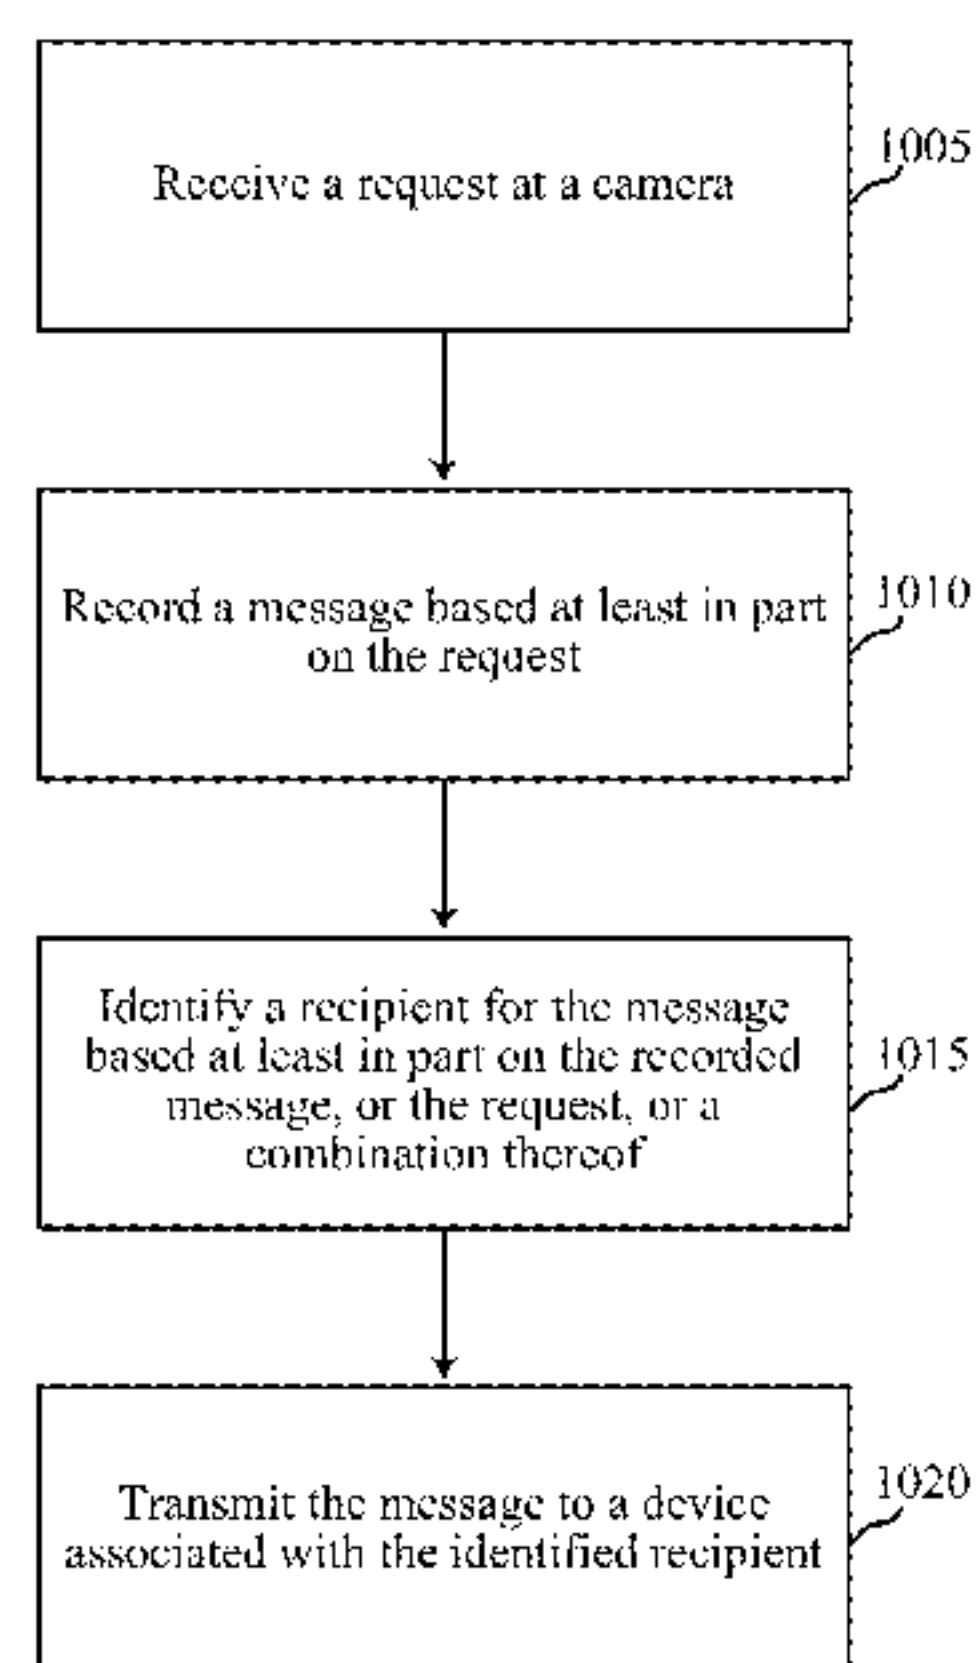 Receive a request at a camera
1005
Record a message based at least in part
on the request
1010
Identify a recipient for the message
based at least in part on the recorded
message, or the request, or a
combination thereof
1015
Transmit the message to a device
associated with the identified recipient
1020